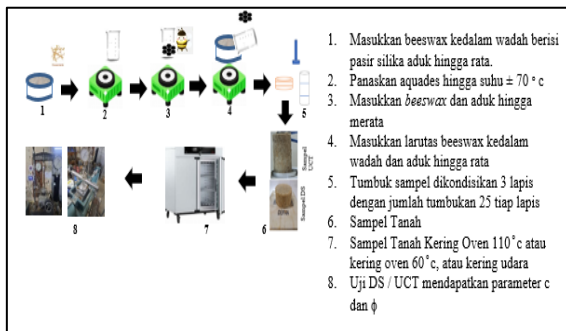 1
2
3
4
5
Sampel UCT
Sampel DS
8
7
6
1. Masukkan beeswax kedalam wadah berisi
pasir silika aduk hingga rata.
2. Panaskan aquades hingga suhu ± 70 ° c
3. Masukkan beeswax dan aduk hingga
merata
4. Masukkan larutas beeswax kedalam
wadah dan aduk hingga rata
5. Tumbuk sampel dikondisikan 3 lapis
dengan jumlah tumbukan 25 tiap lapis
6. Sampel Tanah
7. Sampel Tanah Kering Oven 110˚c atau
kering oven 60˚c, atau kering udara
8. Uji DS / UCT mendapatkan parameter c
dan ϕ